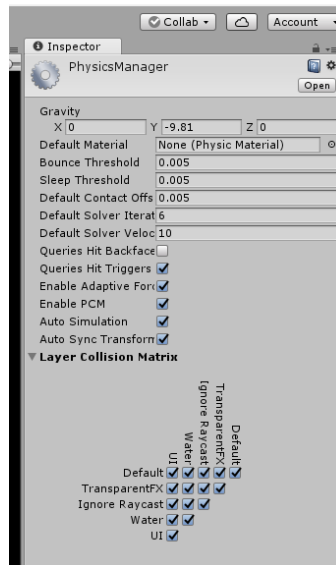 Collab
Account
Inspector
PhysicsManager
Open
Gravity
X 0 Y -9.81 Z 0
Default Material None (Physic Material)
Bounce Threshold 0.005
Sleep Threshold 0.005
Default Contact Offs 0.005
Default Solver Iterat 6
Default Solver Veloc 10
Queries Hit Backface
Queries Hit Triggers
Enable Adaptive Forc
Enable PCM
Auto Simulation
Auto Sync Transform
Layer Collision Matrix
UI
Water
Ignore Raycast
TransparentFX
Default
Default
TransparentFX
Ignore Raycast
Water
UI